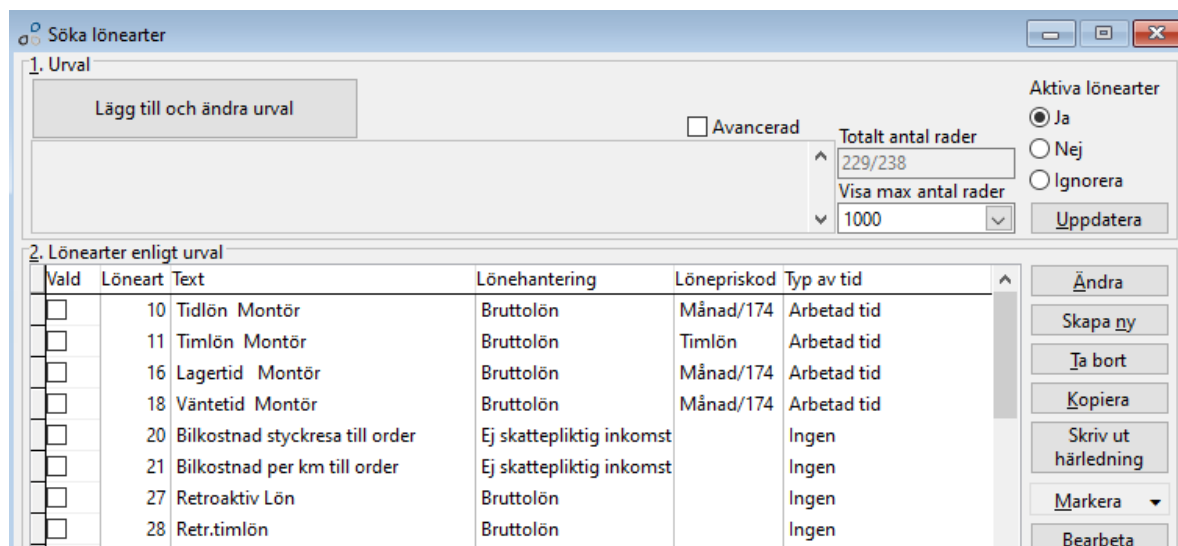 Söka lönearter
1. Urval
Lägg till och ändra urval
Avancerad
Totalt antal rader
229/238
Visa max antal rader
1000
Aktiva lönearter
Ja
Nej
Ignorera
Uppdatera
2. Lönearter enligt urval
Vald Löneart Text Lönehantering Lönepriskod Typ av tid
10 Tidlön Montör Bruttolön Månad/174 Arbetad tid
11 Timlön Montör Bruttolön Timlön Arbetad tid
16 Lagertid Montör Bruttolön Månad/174 Arbetad tid
18 Väntetid Montör Bruttolön Månad/174 Arbetad tid
20 Bilkostnad styckresa till order Ej skattepliktig inkomst Ingen
21 Bilkostnad per km till order Ej skattepliktig inkomst Ingen
27 Retroaktiv Lön Bruttolön Ingen
28 Retr.timlön Bruttolön Ingen
Ändra
Skapa ny
Ta bort
Kopiera
Skriv ut
härledning
Markera
Bearbeta